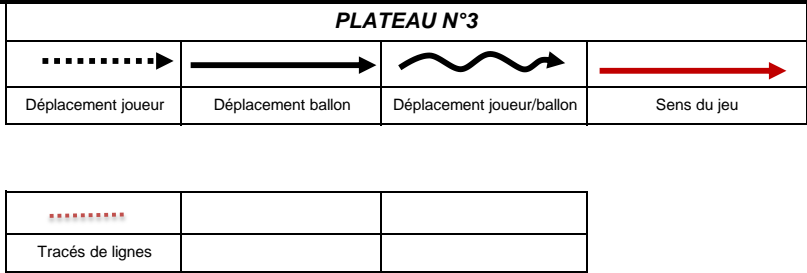 PLATEAU N°3
Déplacement joueur
Déplacement ballon
Déplacement joueur/ballon
Sens du jeu
Tracés de lignes